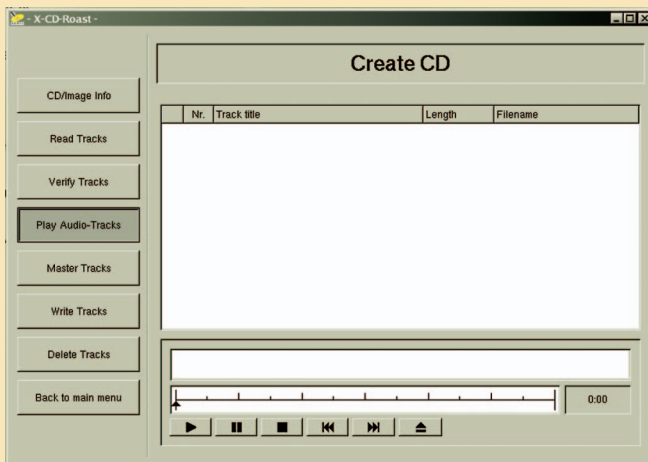 - X-CD-Roast -
Create CD
CD/Image Info
Read Tracks
Verify Tracks
Play Audio-Tracks
Master Tracks
Write Tracks
Delete Tracks
Back to main menu
Nr. Track title Length Filename
0:00